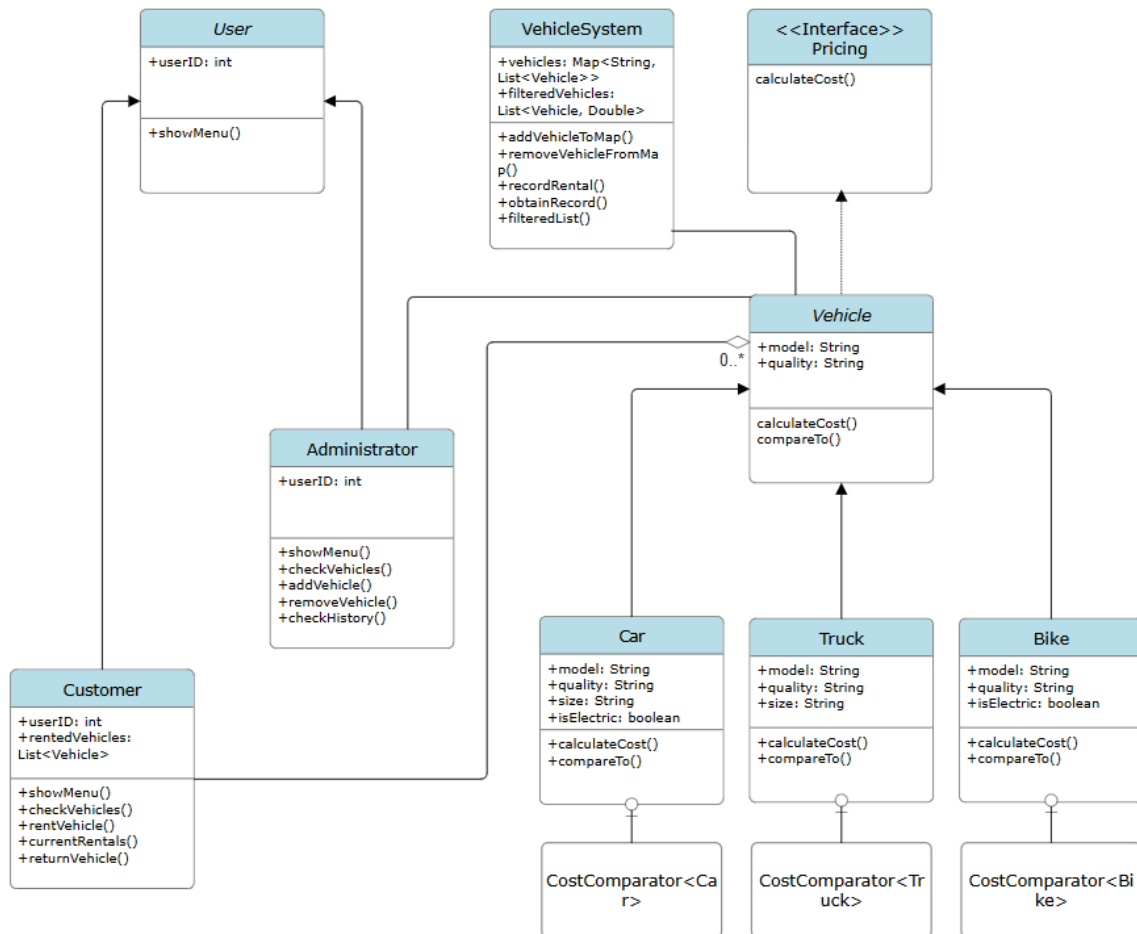 User
+userID: int
+showMenu()
VehicleSystem
+vehicles: Map<String,
List<Vehicle>>
+filteredVehicles:
List<Vehicle, Double>
+addVehicleToMap()
+removeVehicleFromMa
p()
+recordRental()
+obtainRecord()
+filteredList()
<<Interface>>
Pricing
calculateCost()
Vehicle
+model: String
+quality: String
calculateCost()
compareTo()
0..*
Administrator
+userID: int
+showMenu()
+checkVehicles()
+addVehicle()
+removeVehicle()
+checkHistory()
Customer
+userID: int
+rentedVehicles:
List<Vehicle>
+showMenu()
+checkVehicles()
+rentVehicle()
+currentRentals()
+returnVehicle()
Car
+model: String
+quality: String
+size: String
+isElectric: boolean
+calculateCost()
+compareTo()
Truck
+model: String
+quality: String
+size: String
+calculateCost()
+compareTo()
Bike
+model: String
+quality: String
+isElectric: boolean
+calculateCost()
+compareTo()
CostComparator<Ca
r>
CostComparator<Tr
uck>
CostComparator<Bi
ke>